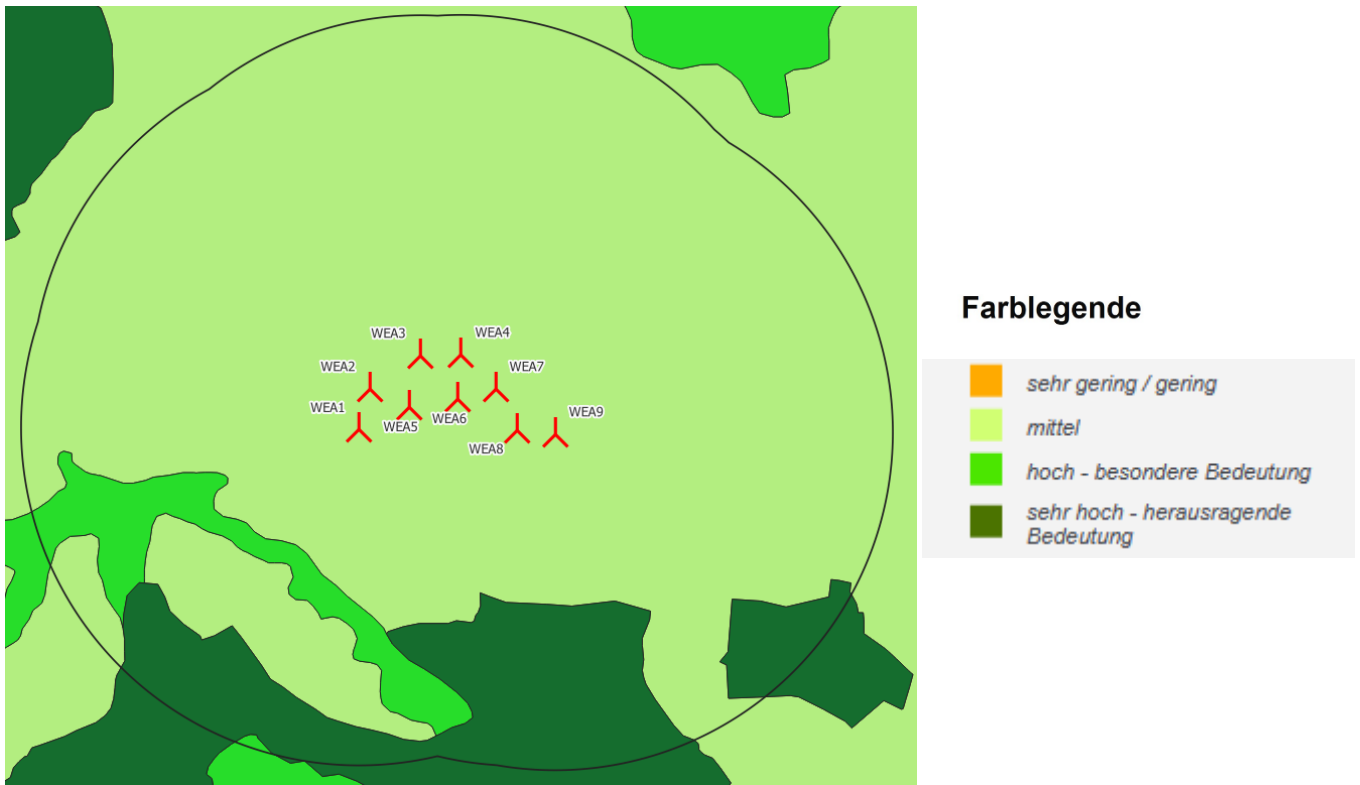 WEA3
WEA4
WEA2
WEA7
WEA1
WEA5
WEA6
WEA9
WEA8
Farblegende
sehr gering / gering
mittel
hoch - besondere Bedeutung
sehr hoch - herausragende
Bedeutung